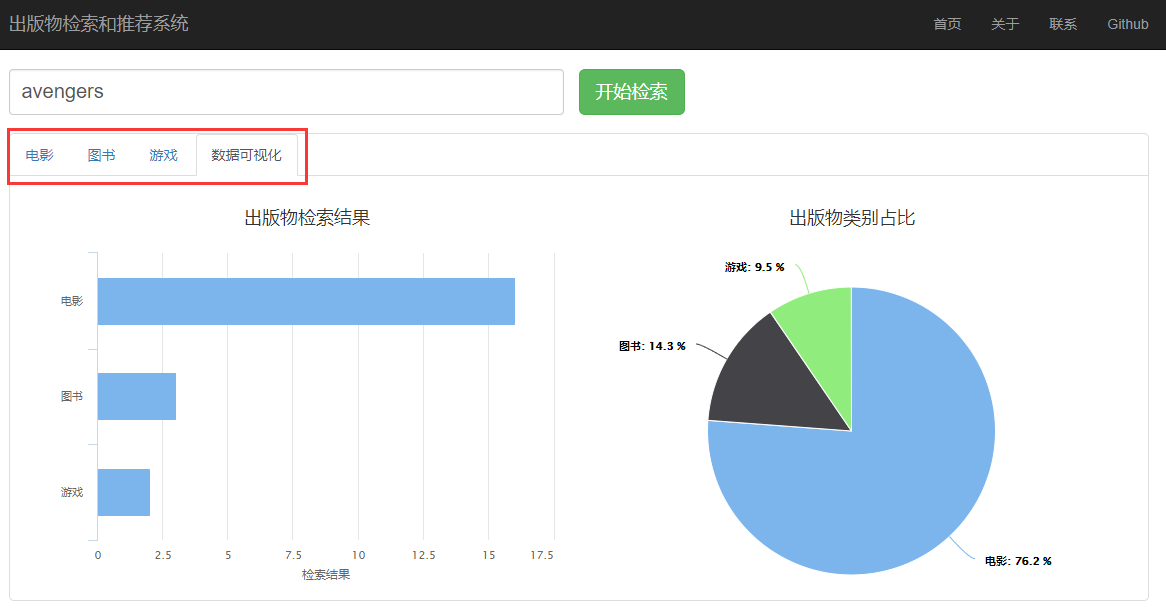 出版物检索和推荐系统 首页 关于 联系 Github
avengers 开始检索
电影 图书 游戏 数据可视化
出版物检索结果
电影
图书
游戏
0 2.5 5 7.5 10 12.5 15 17.5
检索结果
出版物类别占比
游戏: 9.5 %
图书: 14.3 %
电影: 76.2 %